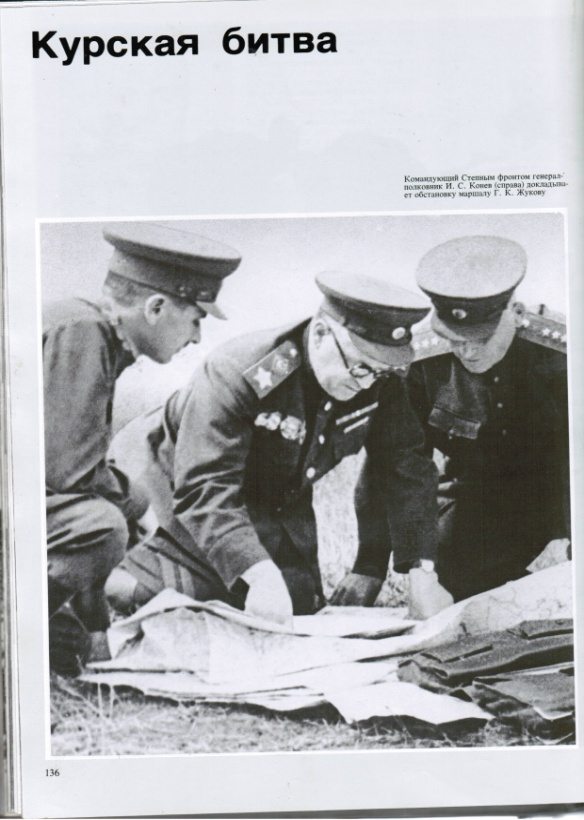 Курская битва
Командующий Степным фронтом генерал-
полковник И. С. Конев (справа) докладыва-
ет обстановку маршалу Г. К. Жукову
136